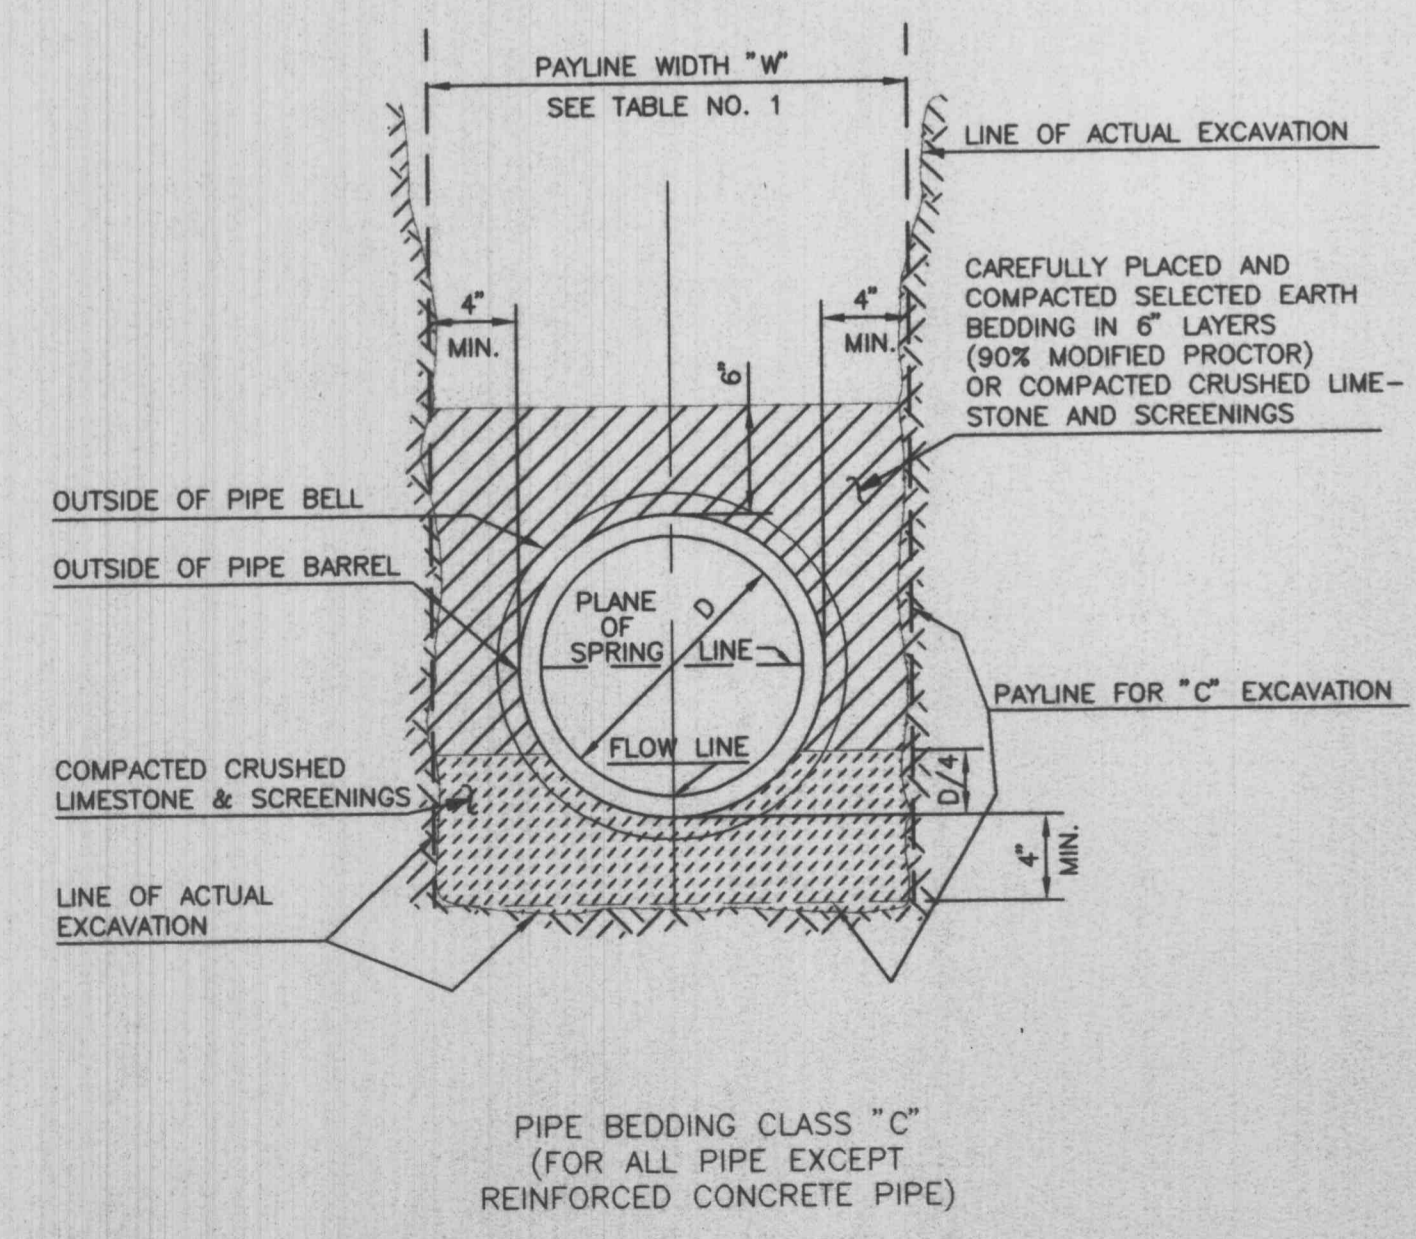 PAYLINE WIDTH "W"
SEE TABLE NO. 1
LINE OF ACTUAL EXCAVATION
CAREFULLY PLACED AND
COMPACTED SELECTED EARTH
BEDDING IN 6" LAYERS
(90% MODIFIED PROCTOR)
OR COMPACTED CRUSHED LIME-
STONE AND SCREENINGS
4"
MIN.
4"
MIN.
6"
OUTSIDE OF PIPE BELL
OUTSIDE OF PIPE BARREL
PLANE
OF
SPRING LINE
D
FLOW LINE
PAYLINE FOR "C" EXCAVATION
COMPACTED CRUSHED
LIMESTONE & SCREENINGS
D/4
4"
MIN.
LINE OF ACTUAL
EXCAVATION
PIPE BEDDING CLASS "C"
(FOR ALL PIPE EXCEPT
REINFORCED CONCRETE PIPE)